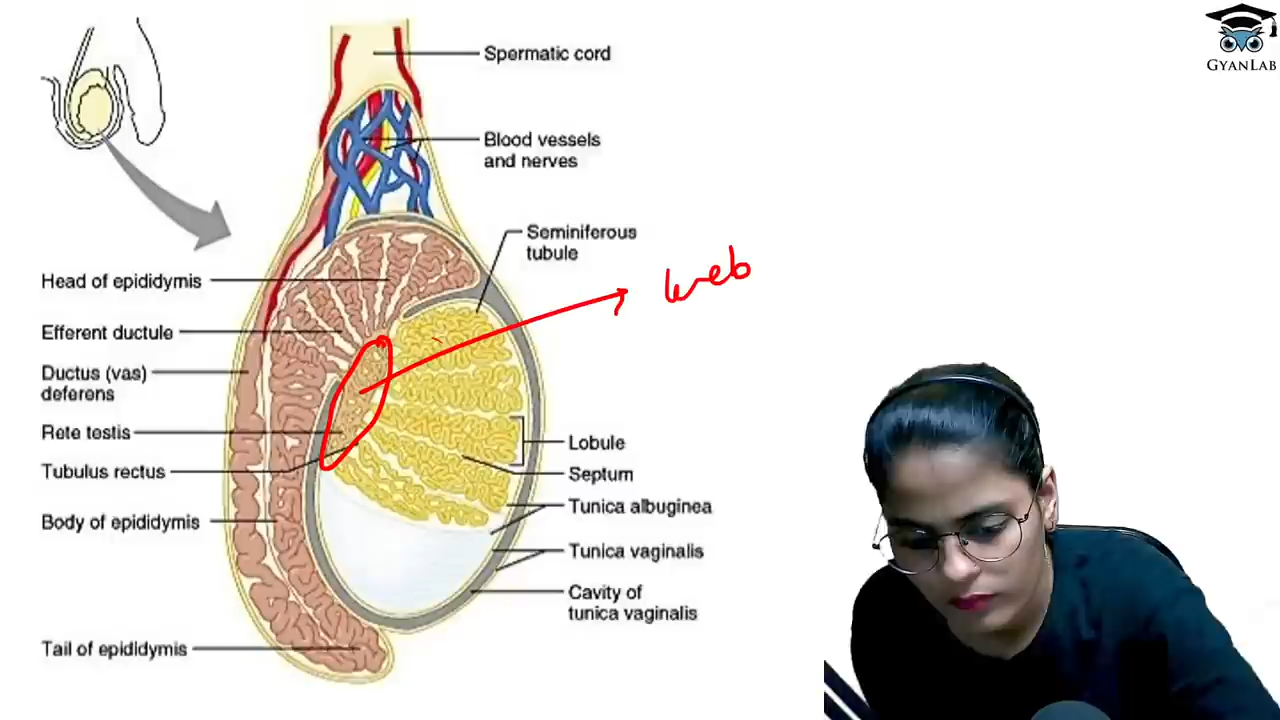 GYANLAB
Spermatic cord
Blood vessels
and nerves
Seminiferous
tubule
web
Head of epididymis
Efferent ductule
Ductus (vas)
deferens
Rete testis
Tubulus rectus
Body of epididymis
Tail of epididymis
Lobule
Septum
Tunica albuginea
Tunica vaginalis
Cavity of
tunica vaginalis